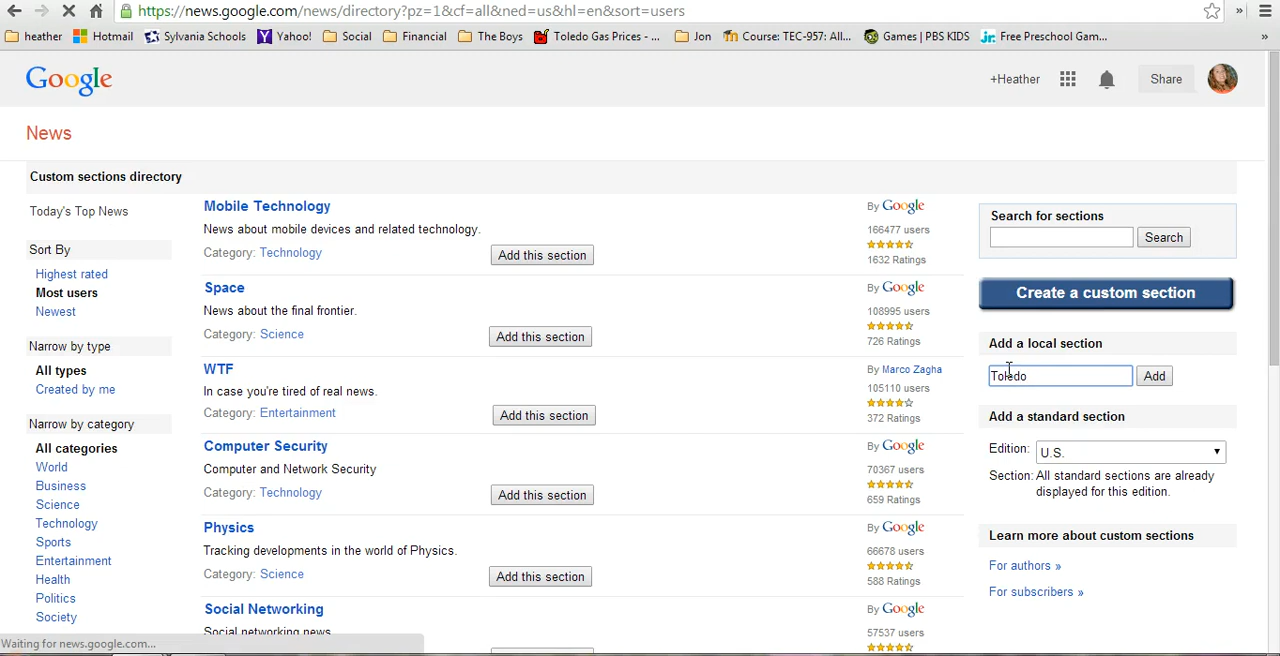 https://news.google.com/news/directory?pz=1&cf=all&ned=us&hl=en&sort=users
»
heather
Hotmail
Sylvania Schools
Yahoo!
Social
Financial
The Boys
Toledo Gas Prices - ...
Jon
Course: TEC-957: All...
Games | PBS KIDS
Free Preschool Gam...
»
Google
+Heather
Share
News
Custom sections directory
Today's Top News
Sort By
Highest rated
Most users
Newest
Narrow by type
All types
Created by me
Narrow by category
All categories
World
Business
Science
Technology
Sports
Entertainment
Health
Politics
Society
Mobile Technology
News about mobile devices and related technology.
Category: Technology
Add this section
By Google
166477 users
1632 Ratings
Space
News about the final frontier.
Category: Science
Add this section
By Google
108995 users
726 Ratings
WTF
In case you're tired of real news.
Category: Entertainment
Add this section
By Marco Zagha
105110 users
372 Ratings
Computer Security
Computer and Network Security
Category: Technology
Add this section
By Google
70367 users
659 Ratings
Physics
Tracking developments in the world of Physics.
Category: Science
Add this section
By Google
66678 users
588 Ratings
Social Networking
Social networking news
By Google
57537 users
Search for sections
Search
Create a custom section
Add a local section
Toledo
Add
Add a standard section
Edition: U.S.
Section: All standard sections are already
displayed for this edition.
Learn more about custom sections
For authors »
For subscribers »
Waiting for news.google.com...